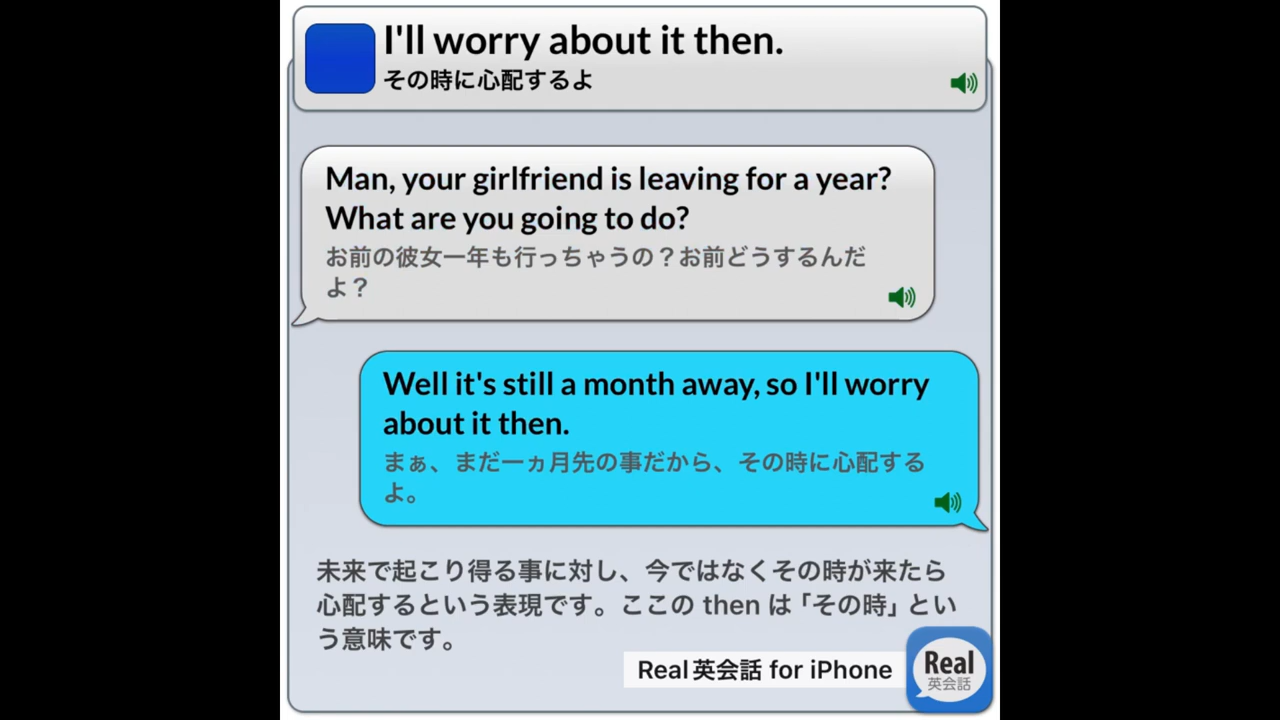 I'll worry about it then.
その時に心配するよ
Man, your girlfriend is leaving for a year?
What are you going to do?
お前の彼女一年も行っちゃうの？お前どうするんだ
よ？
Well it's still a month away, so I'll worry
about it then.
まぁ、まだ一ヵ月先の事だから、その時に心配する
よ。
未来で起こり得る事に対し、今ではなくその時が来たら
心配するという表現です。ここの then は「その時」とい
う意味です。
Real英会話 for iPhone
Real
英会話